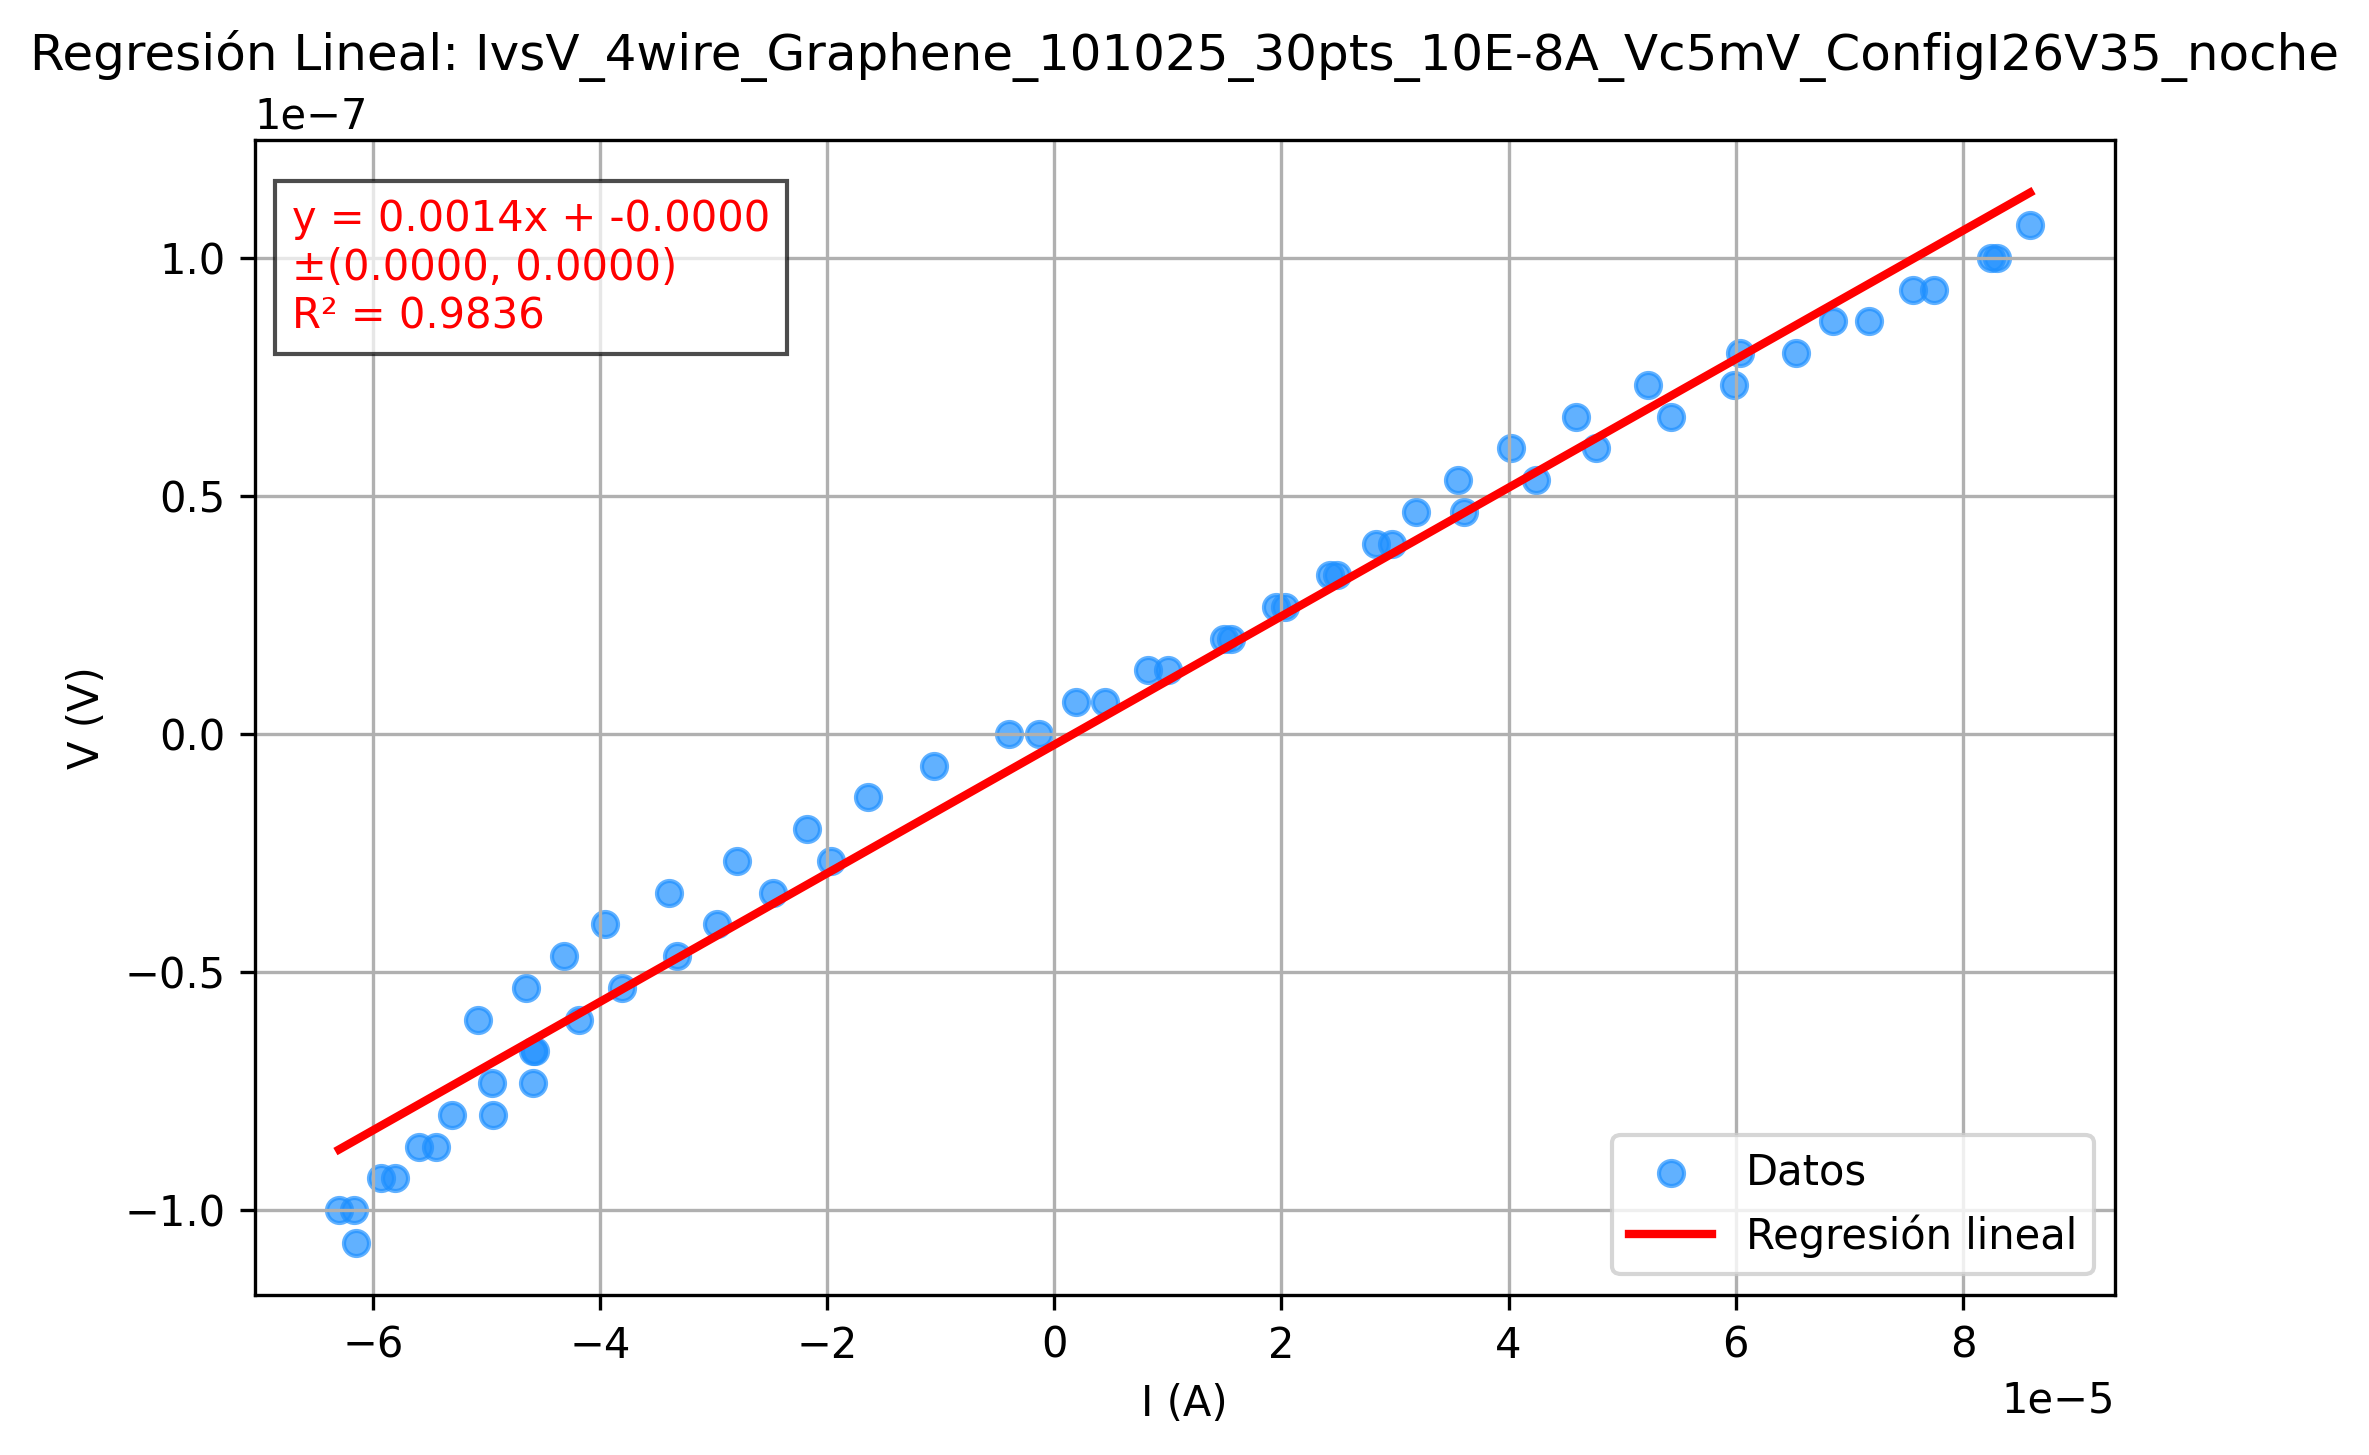 Regresión Lineal: IvsV_4wire_Graphene_101025_30pts_10E-8A_Vc5mV_ConfigI26V35_noche
1e−7
y = 0.0014x + -0.0000
±(0.0000, 0.0000)
R² = 0.9836
1.0
0.5
0.0
−0.5
−1.0
V (V)
Datos
Regresión lineal
−6 −4 −2 0 2 4 6 8
I (A)
1e−5